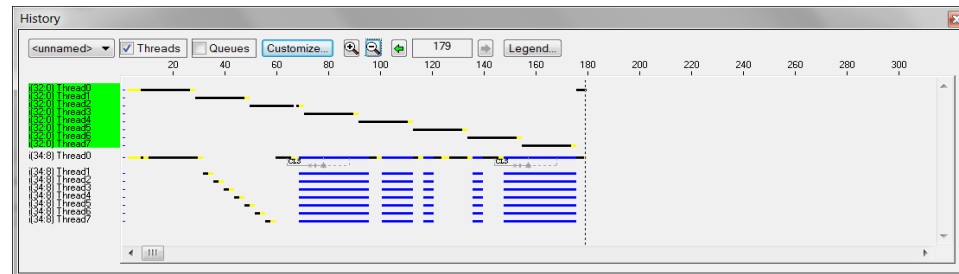 History
<unnamed> Threads Queues Customize... 179 Legend...
20 40 60 80 100 120 140 160 180 200 220 240 260 280 300
i(32:0) Thread0
i(32:0) Thread1
i(32:0) Thread2
i(32:0) Thread3
i(32:0) Thread4
i(32:0) Thread5
i(32:0) Thread6
i(32:0) Thread7
i(34:8) Thread0
CL3 CL3
i(34:8) Thread1
i(34:8) Thread2
i(34:8) Thread3
i(34:8) Thread4
i(34:8) Thread5
i(34:8) Thread6
i(34:8) Thread7